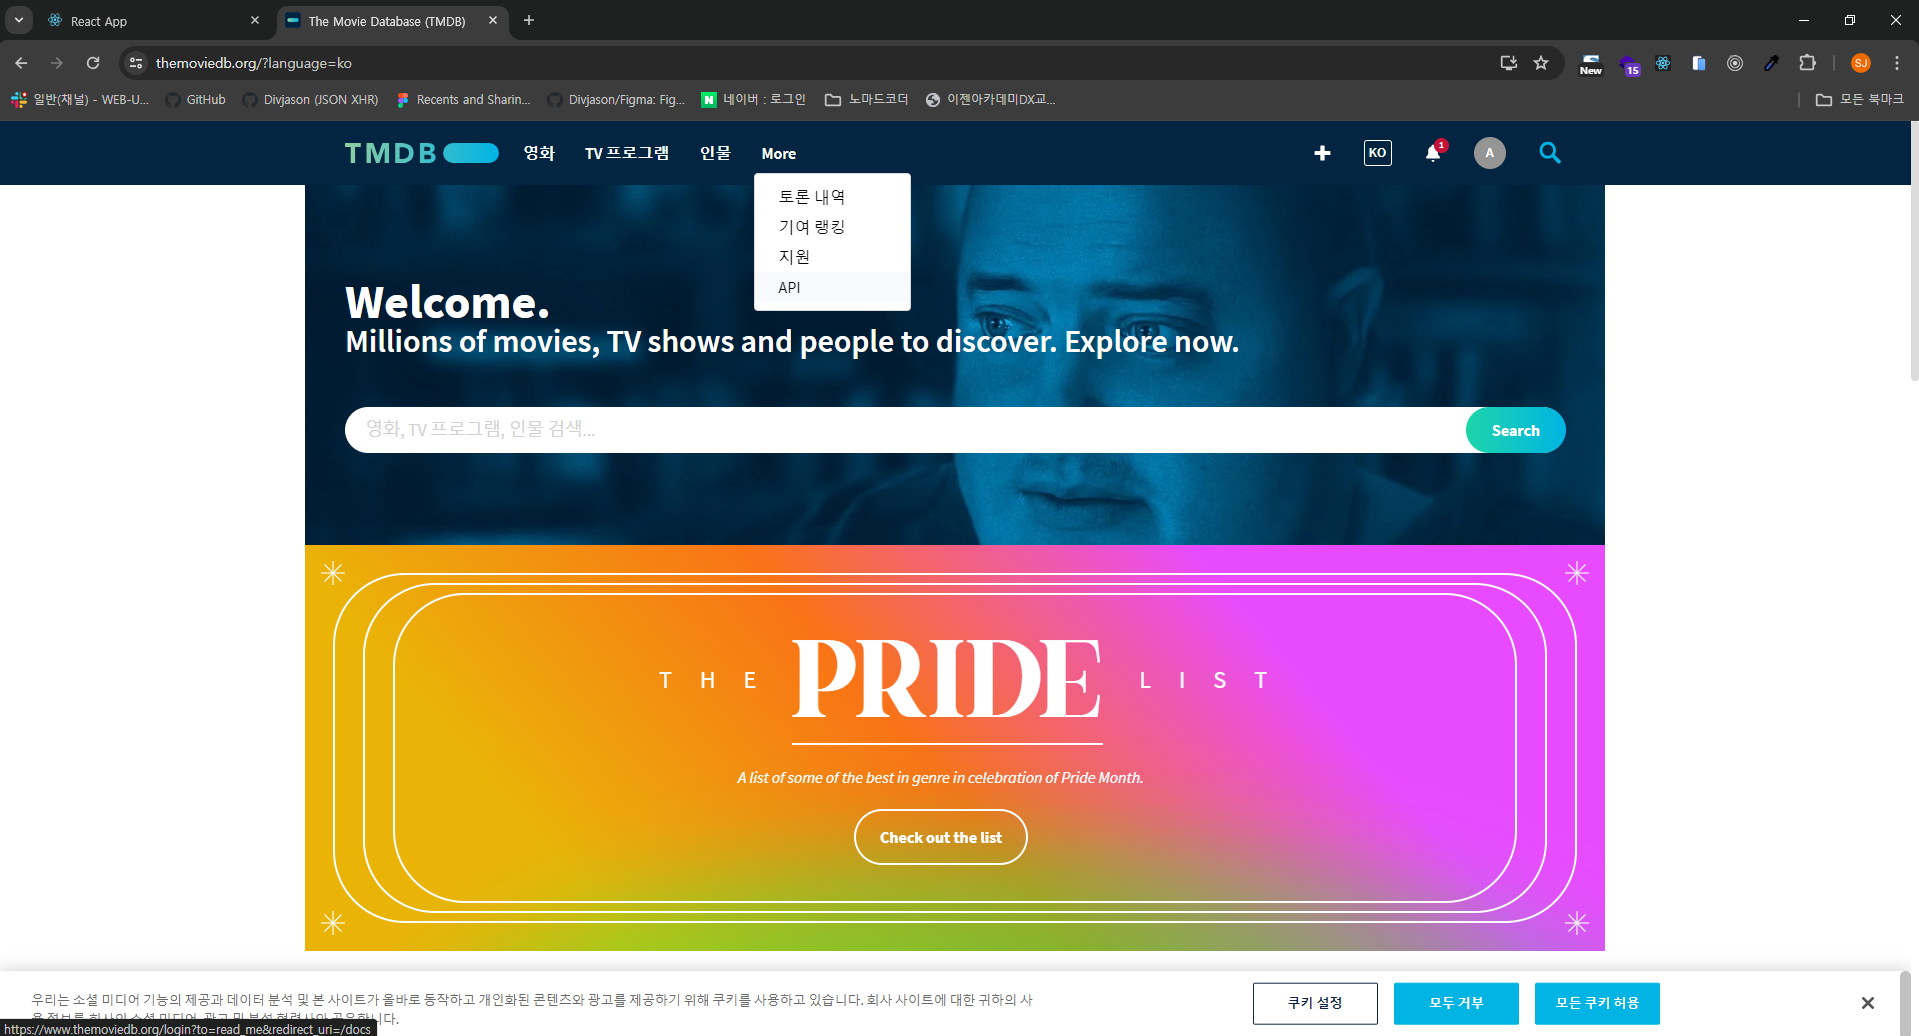 React App
The Movie Database (TMDB)
themoviedb.org/?language=ko
New
15
SJ
일반(채널) - WEB-U...
GitHub
Divjason (JSON XHR)
Recents and Sharin...
Divjason/Figma: Fig...
네이버 : 로그인
노마드코더
이젠아카데미DX교...
모든 북마크
TMDB
영화
TV 프로그램
인물
More
KO
1
A
토론 내역
기여 랭킹
지원
API
Welcome.
Millions of movies, TV shows and people to discover. Explore now.
영화, TV 프로그램, 인물 검색...
Search
THE PRIDE LIST
A list of some of the best in genre in celebration of Pride Month.
Check out the list
우리는 소셜 미디어 기능의 제공과 데이터 분석 및 본 사이트가 올바로 동작하고 개인화된 콘텐츠와 광고를 제공하기 위해 쿠키를 사용하고 있습니다. 회사 사이트에 대한 귀하의 사
쿠키 설정
모두 거부
모든 쿠키 허용
https://www.themoviedb.org/login?to=read_me&redirect_uri=/docs